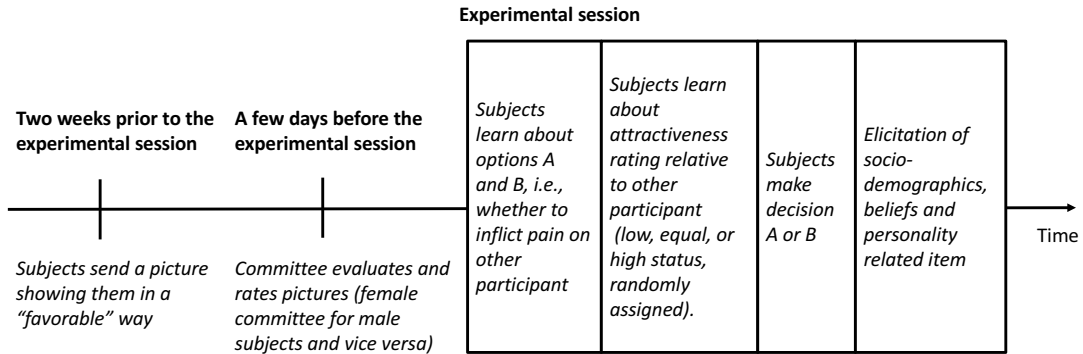 Experimental session
Two weeks prior to the
experimental session
A few days before the
experimental session
Subjects send a picture
showing them in a
“favorable” way
Committee evaluates and
rates pictures (female
committee for male
subjects and vice versa)
Subjects
learn about
options A
and B, i.e.,
whether to
inflict pain on
other
participant
Subjects learn
about
attractiveness
rating relative
to other
participant
(low, equal, or
high status,
randomly
assigned).
Subjects
make
decision
A or B
Elicitation of
socio-
demographics,
beliefs and
personality
related item
Time